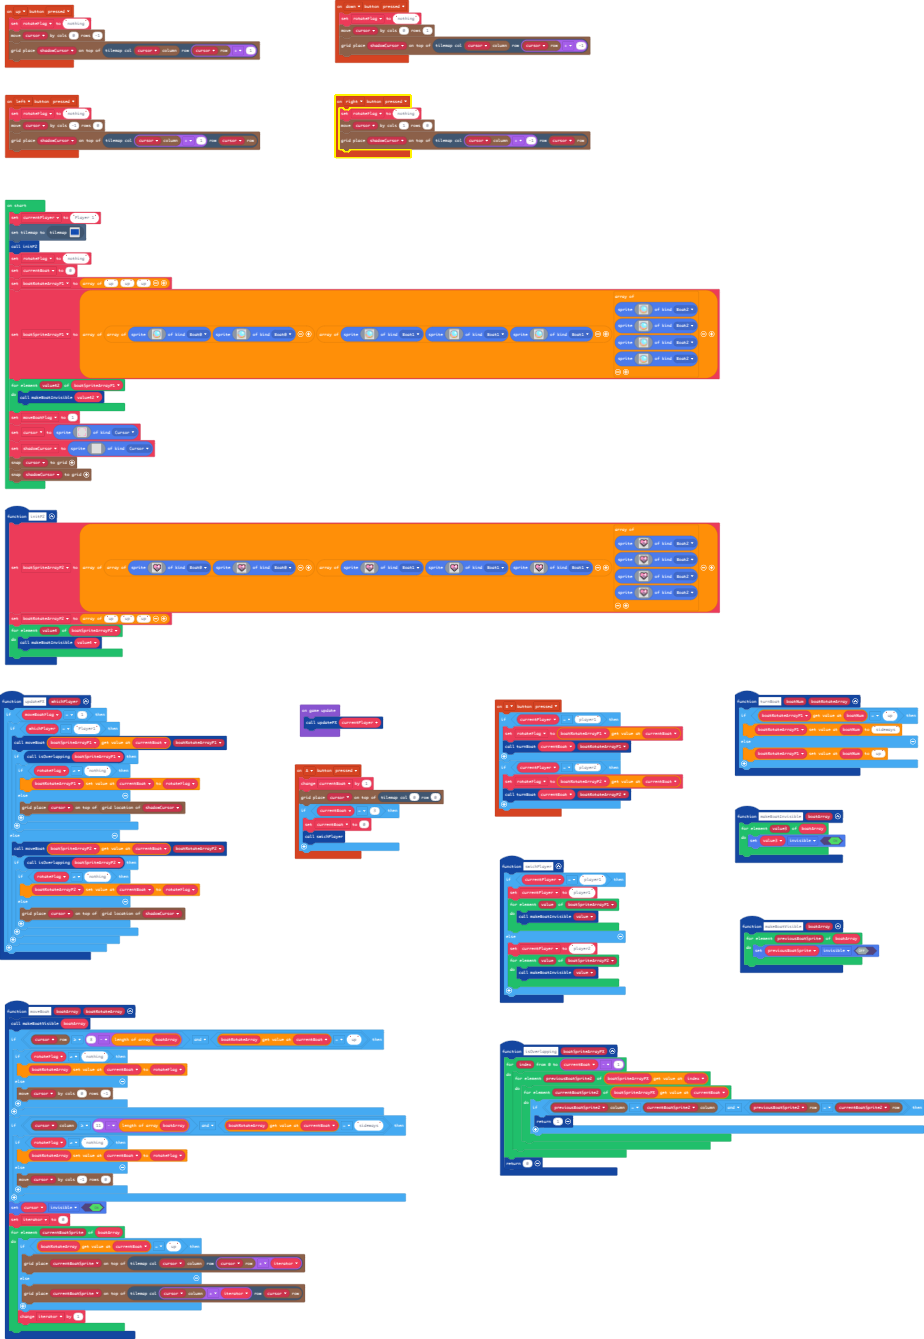 on up button pressed
set rotateFlag to "nothing"
move cursor by cols 0 rows -1
grid place shadowCursor on top of tilemap col cursor column row cursor row + 1
on down button pressed
set rotateFlag to "nothing"
move cursor by cols 0 rows 1
grid place shadowCursor on top of tilemap col cursor column row cursor row + -1
on left button pressed
set rotateFlag to "nothing"
move cursor by cols -1 rows 0
grid place shadowCursor on top of tilemap col cursor column + 1 row cursor row
on right button pressed
set rotateFlag to "nothing"
move cursor by cols 1 rows 0
grid place shadowCursor on top of tilemap col cursor column + -1 row cursor row
on start
set currentPlayer to "Player 1"
set tilemap to tilemap
call initP2
set rotateFlag to "nothing"
set currentBoat to 0
set boatRotateArrayP1 to array of "up" "up" "up"
array of
sprite of kind Boat2
sprite of kind Boat2
set boatSpriteArrayP1 to array of array of sprite of kind Boat0 sprite of kind Boat0 array of sprite of kind Boat1 sprite of kind Boat1 sprite of kind Boat1
sprite of kind Boat2
sprite of kind Boat2
for element value42 of boatSpriteArrayP1
do call makeBoatInvisible value42
set moveBoatFlag to 1
set cursor to sprite of kind Cursor
set shadowCursor to sprite of kind Cursor
snap cursor to grid
snap shadowCursor to grid
function initP2
array of
sprite of kind Boat2
sprite of kind Boat2
set boatSpriteArrayP2 to array of array of sprite of kind Boat0 sprite of kind Boat0 array of sprite of kind Boat1 sprite of kind Boat1 sprite of kind Boat1
sprite of kind Boat2
sprite of kind Boat2
set boatRotateArrayP2 to array of "up" "up" "up"
for element value4 of boatSpriteArrayP2
do call makeBoatInvisible value4
function updatePX whichPlayer
if moveBoatFlag = 1 then
if whichPlayer = "Player1" then
call moveBoat boatSpriteArrayP1 get value at currentBoat boatRotateArrayP1
if call isOverlapping boatSpriteArrayP1 then
if rotateFlag = "nothing" then
boatRotateArrayP1 set value at currentBoat to rotateFlag
else
grid place cursor on top of grid location of shadowCursor
else
call moveBoat boatSpriteArrayP2 get value at currentBoat boatRotateArrayP2
if call isOverlapping boatSpriteArrayP2 then
if rotateFlag = "nothing" then
boatRotateArrayP2 set value at currentBoat to rotateFlag
else
grid place cursor on top of grid location of shadowCursor
on game update
call updatePX currentPlayer
on A button pressed
change currentBoat by 1
grid place cursor on top of tilemap col 0 row 0
if currentBoat = 3 then
set currentBoat to 0
call switchPlayer
on B button pressed
if currentPlayer = "player1" then
set rotateFlag to boatRotateArrayP1 get value at currentBoat
call turnBoat currentBoat boatRotateArrayP1
if currentPlayer = "player2" then
set rotateFlag to boatRotateArrayP2 get value at currentBoat
call turnBoat currentBoat boatRotateArrayP2
function turnBoat boatNum boatRotateArray
if boatRotateArrayP1 get value at boatNum = "up" then
boatRotateArrayP1 set value at boatNum to "sideways"
else
boatRotateArrayP1 set value at boatNum to "up"
function makeBoatInvisible boatArray
for element value3 of boatArray
do set value3 invisible
function makeBoatVisible boatArray
for element previousBoatSprite of boatArray
do set previousBoatSprite invisible
function switchPlayer
if currentPlayer = "player1" then
set currentPlayer to
for element value of boatSpriteArrayP1
do call makeBoatInvisible value
else
set currentPlayer to
for element value of boatSpriteArrayP2
do call makeBoatInvisible value
function moveBoat boatArray boatRotateArray
call makeBoatVisible boatArray
if cursor row ≥ 8 - length of array boatArray and boatRotateArray get value at currentBoat = "up" then
if rotateFlag = "nothing" then
boatRotateArray set value at currentBoat to rotateFlag
else
move cursor by cols 0 rows -1
if cursor column ≥ - length of array boatArray and boatRotateArray get value at currentBoat = "sideways" then
if rotateFlag = "nothing" then
boatRotateArray set value at currentBoat to rotateFlag
else
move cursor by cols -1 rows 0
set cursor invisible
set iterator to 0
for element currentBoatSprite of boatArray
do if boatRotateArray get value at currentBoat = "up" then
grid place currentBoatSprite on top of tilemap col cursor column row cursor row + iterator
else
grid place currentBoatSprite on top of tilemap col cursor column + iterator row cursor row
change iterator by 1
function isOverlapping boatSpriteArrayPX
for index from 0 to currentBoat - 1
do for element previousBoatSprite2 of boatSpriteArrayPX get value at index
do for element currentBoatSprite2 of boatSpriteArrayPX get value at currentBoat
do if previousBoatSprite2 column = currentBoatSprite2 column and previousBoatSprite2 row = currentBoatSprite2 row then
return 1
return 0